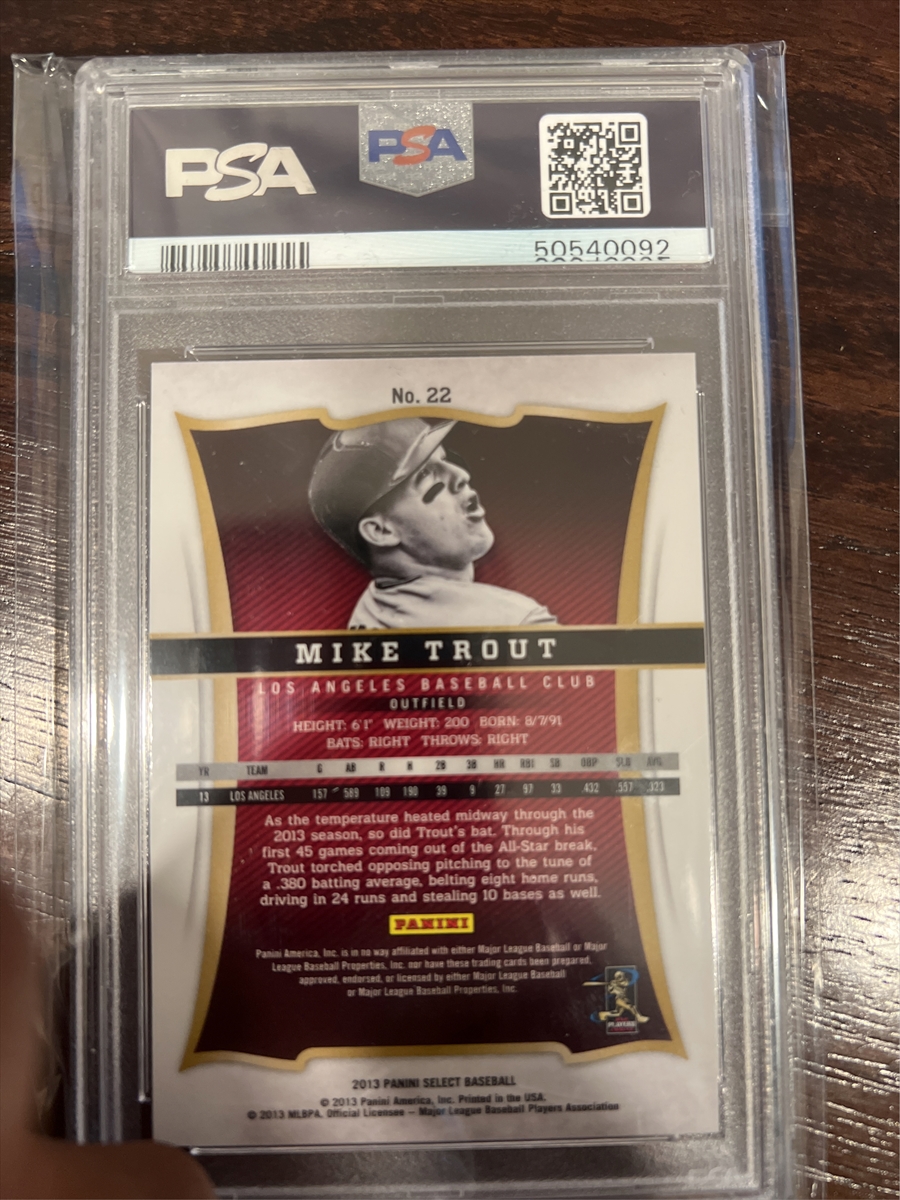 PSA
PSA
50540092
No. 22
MIKE TROUT
LOS ANGELES BASEBALL CLUB
OUTFIELD
HEIGHT: 6'1" WEIGHT: 200 BORN: 8/7/91
BATS: RIGHT THROWS: RIGHT
YR TEAM G AB R H 2B 3B HR RBI SB OBP SLG AVG
13 LOS ANGELES 157 589 109 190 39 9 27 97 33 .432 .557 .323
As the temperature heated midway through the
2013 season, so did Trout's bat. Through his
first 45 games coming out of the All-Star break,
Trout torched opposing pitching to the tune of
a .380 batting average, belting eight home runs,
driving in 24 runs and stealing 10 bases as well.
PANINI
Panini America, Inc. is in no way affiliated with either Major League Baseball or Major
League Baseball Properties, Inc. nor have these trading cards been prepared,
approved, endorsed, or licensed by either Major League Baseball
or Major League Baseball Properties, Inc.
PLAYERS
2013 PANINI SELECT BASEBALL
© 2013 Panini America, Inc. Printed in the USA.
© 2013 MLBPA. Official Licensee – Major League Baseball Players Association